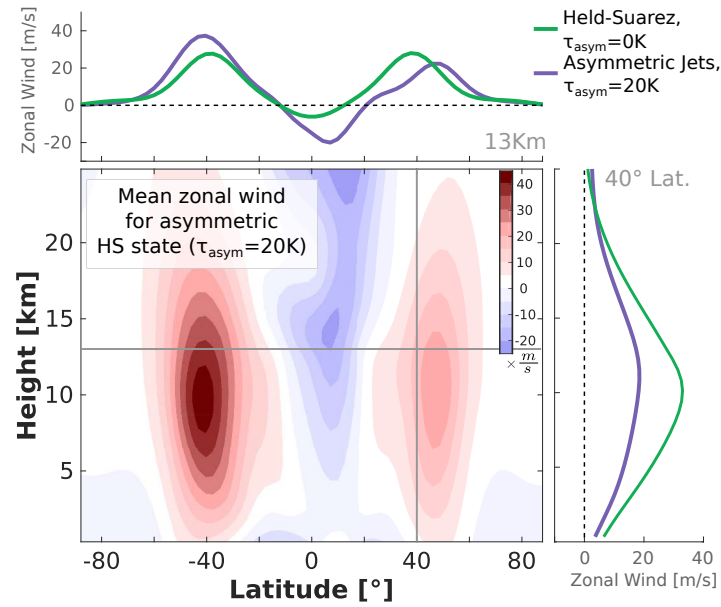 Zonal Wind [m/s]
40
20
0
-20
13Km
Held-Suarez,
τasym=0K
Asymmetric Jets,
τasym=20K
Mean zonal wind
for asymmetric
HS state (τasym=20K)
40
30
20
10
0
-10
-20
× m/s
Height [km]
20
15
10
5
-80
-40
0
40
80
Latitude [°]
40° Lat.
0
20
40
Zonal Wind [m/s]